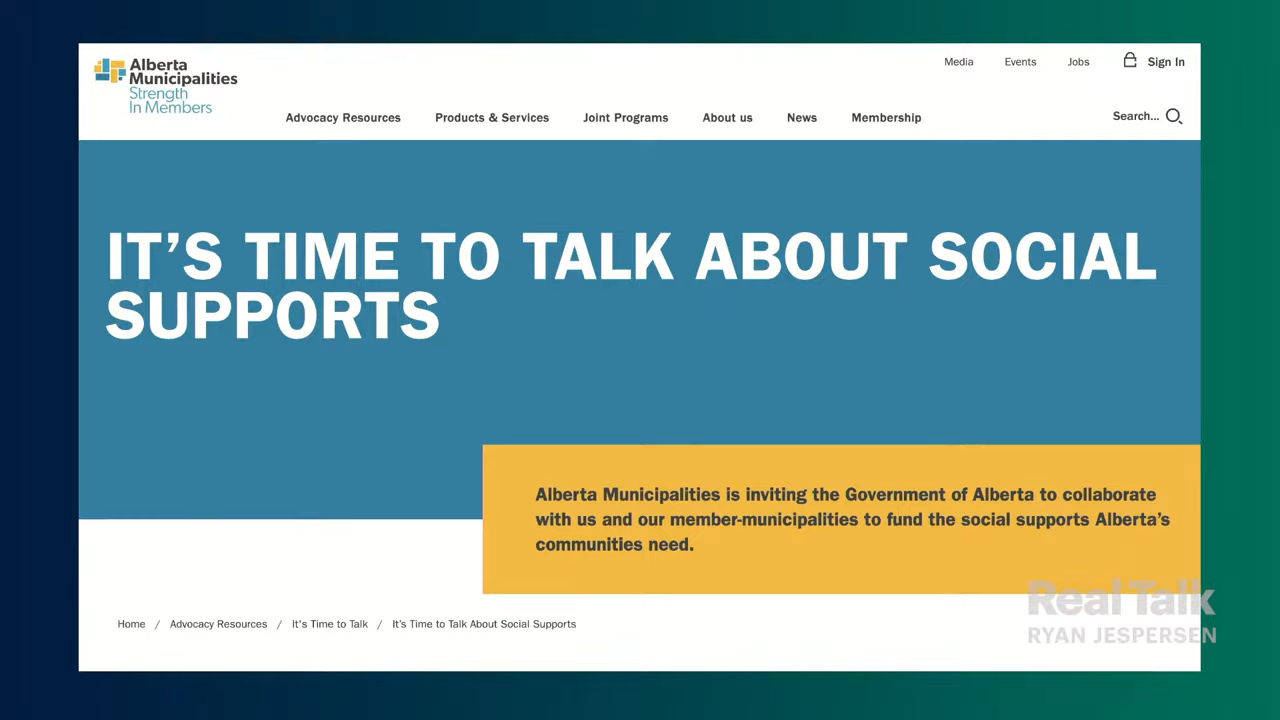 Alberta
Municipalities
Strength
In Members
Media
Events
Jobs
Sign In
Advocacy Resources
Products & Services
Joint Programs
About us
News
Membership
Search...
IT’S TIME TO TALK ABOUT SOCIAL
SUPPORTS
Alberta Municipalities is inviting the Government of Alberta to collaborate
with us and our member-municipalities to fund the social supports Alberta’s
communities need.
Home / Advocacy Resources / It's Time to Talk / It’s Time to Talk About Social Supports
Real Talk
RYAN JESPERSEN